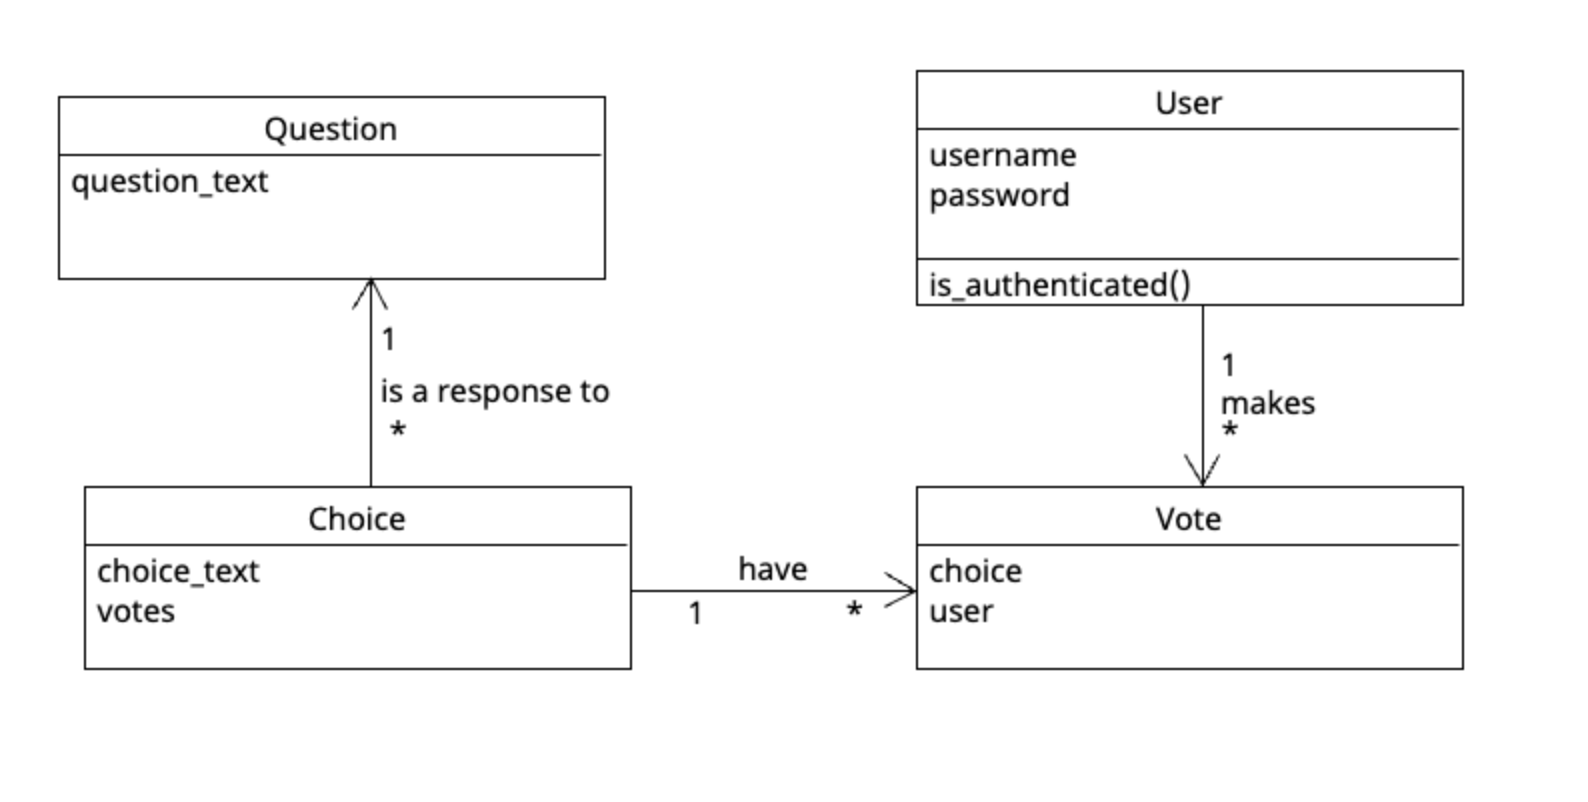 Question
question_text
1
is a response to
*
Choice
choice_text
votes
have
1
*
User
username
password
is_authenticated()
1
makes
*
Vote
choice
user